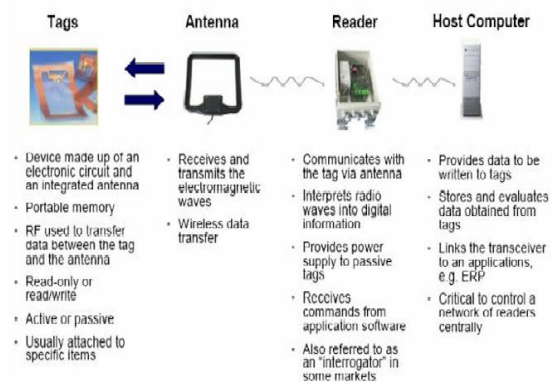 Tags
Antenna
Reader
Host Computer
· Device made up of an
electronic circuit and
an integrated antenna
· Portable memory
· RF used to transfer
data between the tag
and the antenna
· Read-only or
read/write
· Active or passive
· Usually attached to
specific items
· Receives and
transmits the
electromagnetic
waves
· Wireless data
transfer
· Communicates with
the tag via antenna
· Interprets radio
waves into digital
information
· Provides power
supply to passive
tags
· Receives
commands from
application software
· Also referred to as
an "interrogator" in
some markets
· Provides data to be
written to tags
· Stores and evaluates
data obtained from
tags
· Links the transceiver
to an applications,
e.g. ERP
· Critical to control a
network of readers
centrally